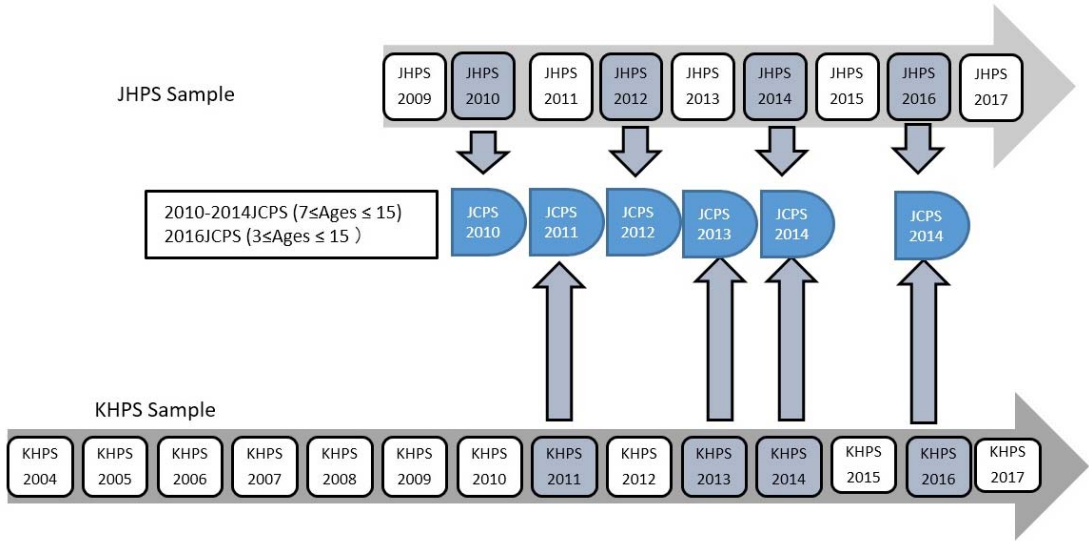 JHPS Sample
JHPS
2009
JHPS
2010
JHPS
2011
JHPS
2012
JHPS
2013
JHPS
2014
JHPS
2015
JHPS
2016
JHPS
2017
2010-2014JCPS (7≤Ages ≤ 15)
2016JCPS (3≤Ages ≤ 15 )
JCPS
2010
JCPS
2011
JCPS
2012
JCPS
2013
JCPS
2014
JCPS
2014
KHPS Sample
KHPS
2004
KHPS
2005
KHPS
2006
KHPS
2007
KHPS
2008
KHPS
2009
KHPS
2010
KHPS
2011
KHPS
2012
KHPS
2013
KHPS
2014
KHPS
2015
KHPS
2016
KHPS
2017